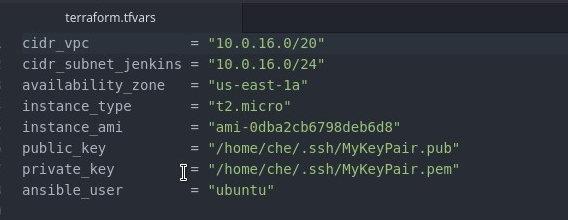 terraform.tfvars
cidr_vpc = "10.0.16.0/20"
cidr_subnet_jenkins = "10.0.16.0/24"
availability_zone = "us-east-1a"
instance_type = "t2.micro"
instance_ami = "ami-0dba2cb6798deb6d8"
public_key = "/home/che/.ssh/MyKeyPair.pub"
private_key = "/home/che/.ssh/MyKeyPair.pem"
ansible_user = "ubuntu"